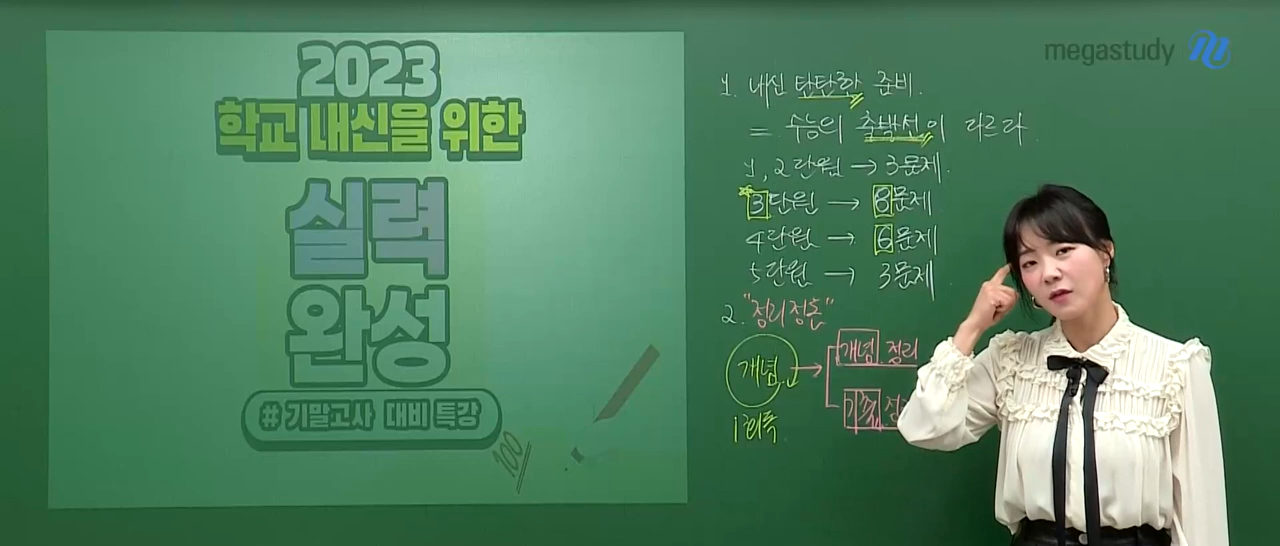 megastudy
2023
학교 내신을 위한
실력
완성
# 기말고사 대비 특강
100
1. 내신 탄탄한 준비.
= 수능의 출발선이 다르다.
1, 2단원 → 3문제.
3단원 → 8문제
4단원 → 6문제
5단원 → 3문제
2. "정리정돈"
개념 → 개념 정리
기출
1회독